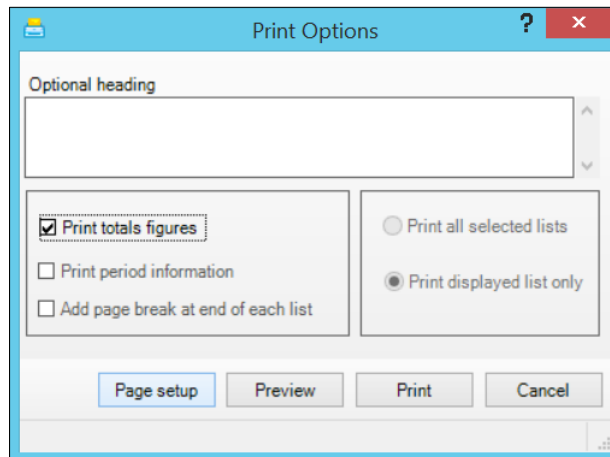 Print Options
?
Optional heading
Print totals figures
Print period information
Add page break at end of each list
Print all selected lists
Print displayed list only
Page setup
Preview
Print
Cancel